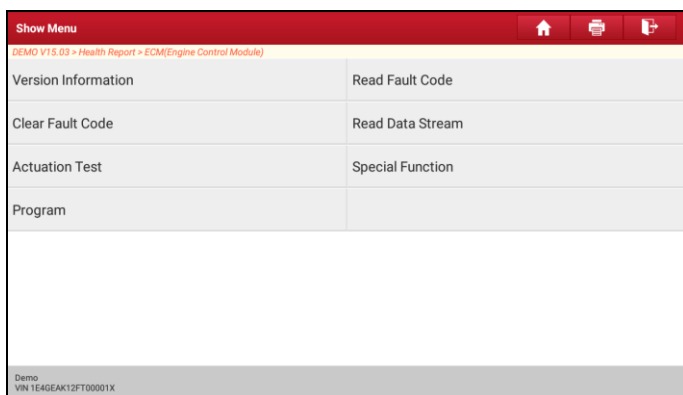 Show Menu
DEMO V15.03 > Health Report > ECM(Engine Control Module)
Version Information
Read Fault Code
Clear Fault Code
Read Data Stream
Actuation Test
Special Function
Program
Demo
VIN 1E4GEAK12FT00001X